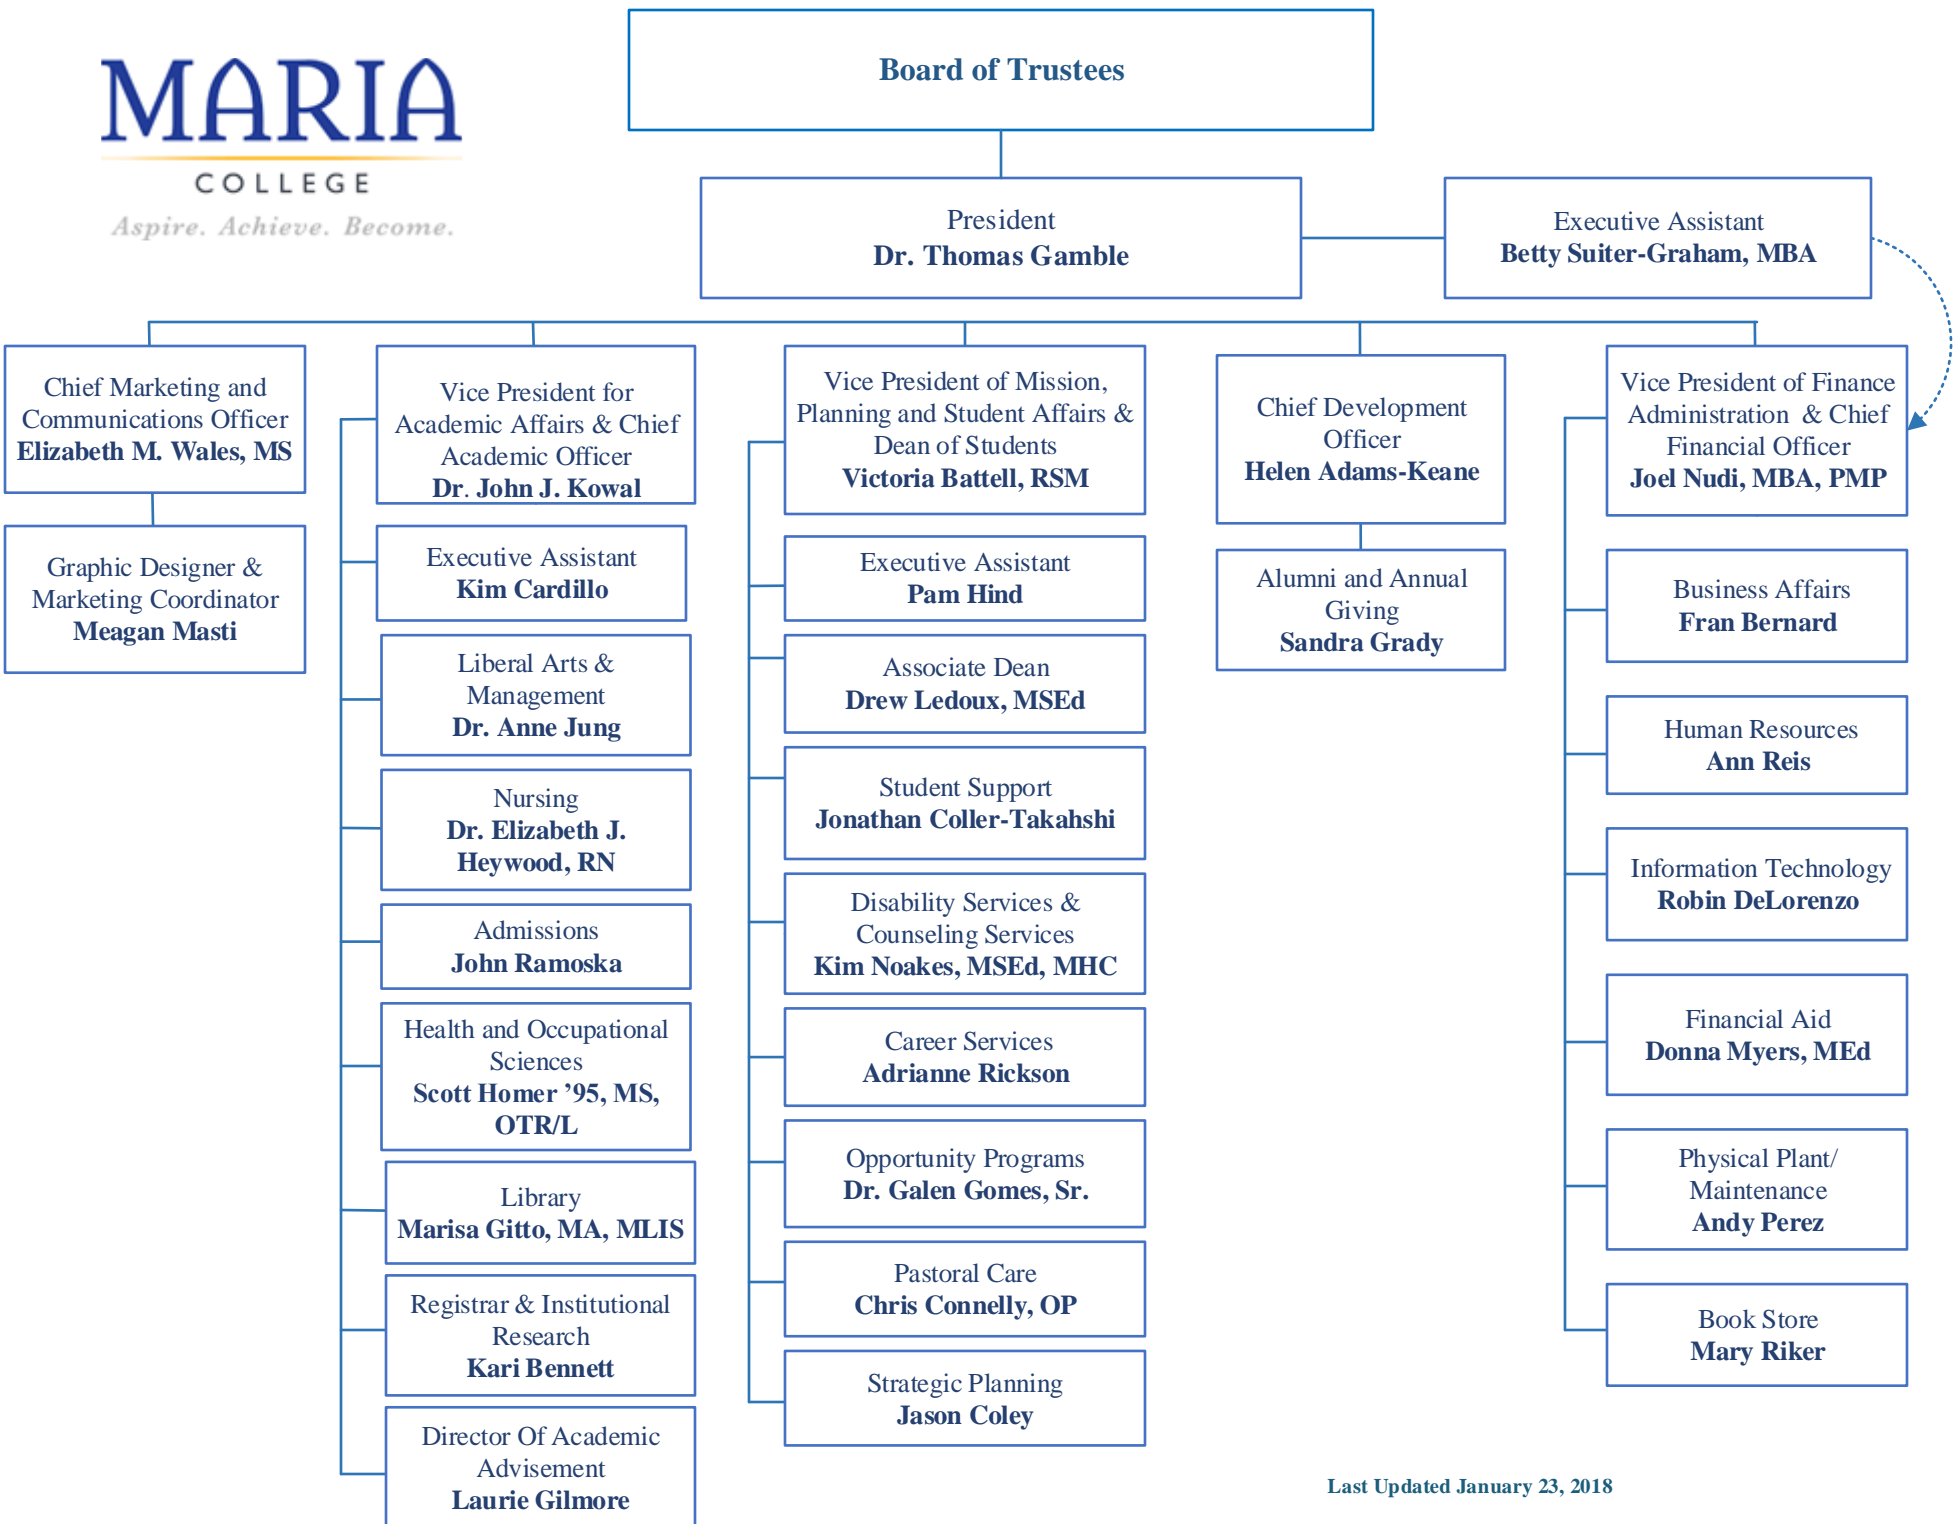 MARIA
COLLEGE
Aspire. Achieve. Become.
Board of Trustees
President
Dr. Thomas Gamble
Executive Assistant
Betty Suiter-Graham, MBA
Chief Marketing and
Communications Officer
Elizabeth M. Wales, MS
Graphic Designer &
Marketing Coordinator
Meagan Masti
Vice President for
Academic Affairs & Chief
Academic Officer
Dr. John J. Kowal
Executive Assistant
Kim Cardillo
Liberal Arts &
Management
Dr. Anne Jung
Nursing
Dr. Elizabeth J.
Heywood, RN
Admissions
John Ramoska
Health and Occupational
Sciences
Scott Homer ’95, MS,
OTR/L
Library
Marisa Gitto, MA, MLIS
Registrar & Institutional
Research
Kari Bennett
Director Of Academic
Advisement
Laurie Gilmore
Vice President of Mission,
Planning and Student Affairs &
Dean of Students
Victoria Battell, RSM
Executive Assistant
Pam Hind
Associate Dean
Drew Ledoux, MSEd
Student Support
Jonathan Coller-Takahshi
Disability Services &
Counseling Services
Kim Noakes, MSEd, MHC
Career Services
Adrianne Rickson
Opportunity Programs
Dr. Galen Gomes, Sr.
Pastoral Care
Chris Connelly, OP
Strategic Planning
Jason Coley
Chief Development
Officer
Helen Adams-Keane
Alumni and Annual
Giving
Sandra Grady
Vice President of Finance
Administration & Chief
Financial Officer
Joel Nudi, MBA, PMP
Business Affairs
Fran Bernard
Human Resources
Ann Reis
Information Technology
Robin DeLorenzo
Financial Aid
Donna Myers, MEd
Physical Plant/
Maintenance
Andy Perez
Book Store
Mary Riker
Last Updated January 23, 2018